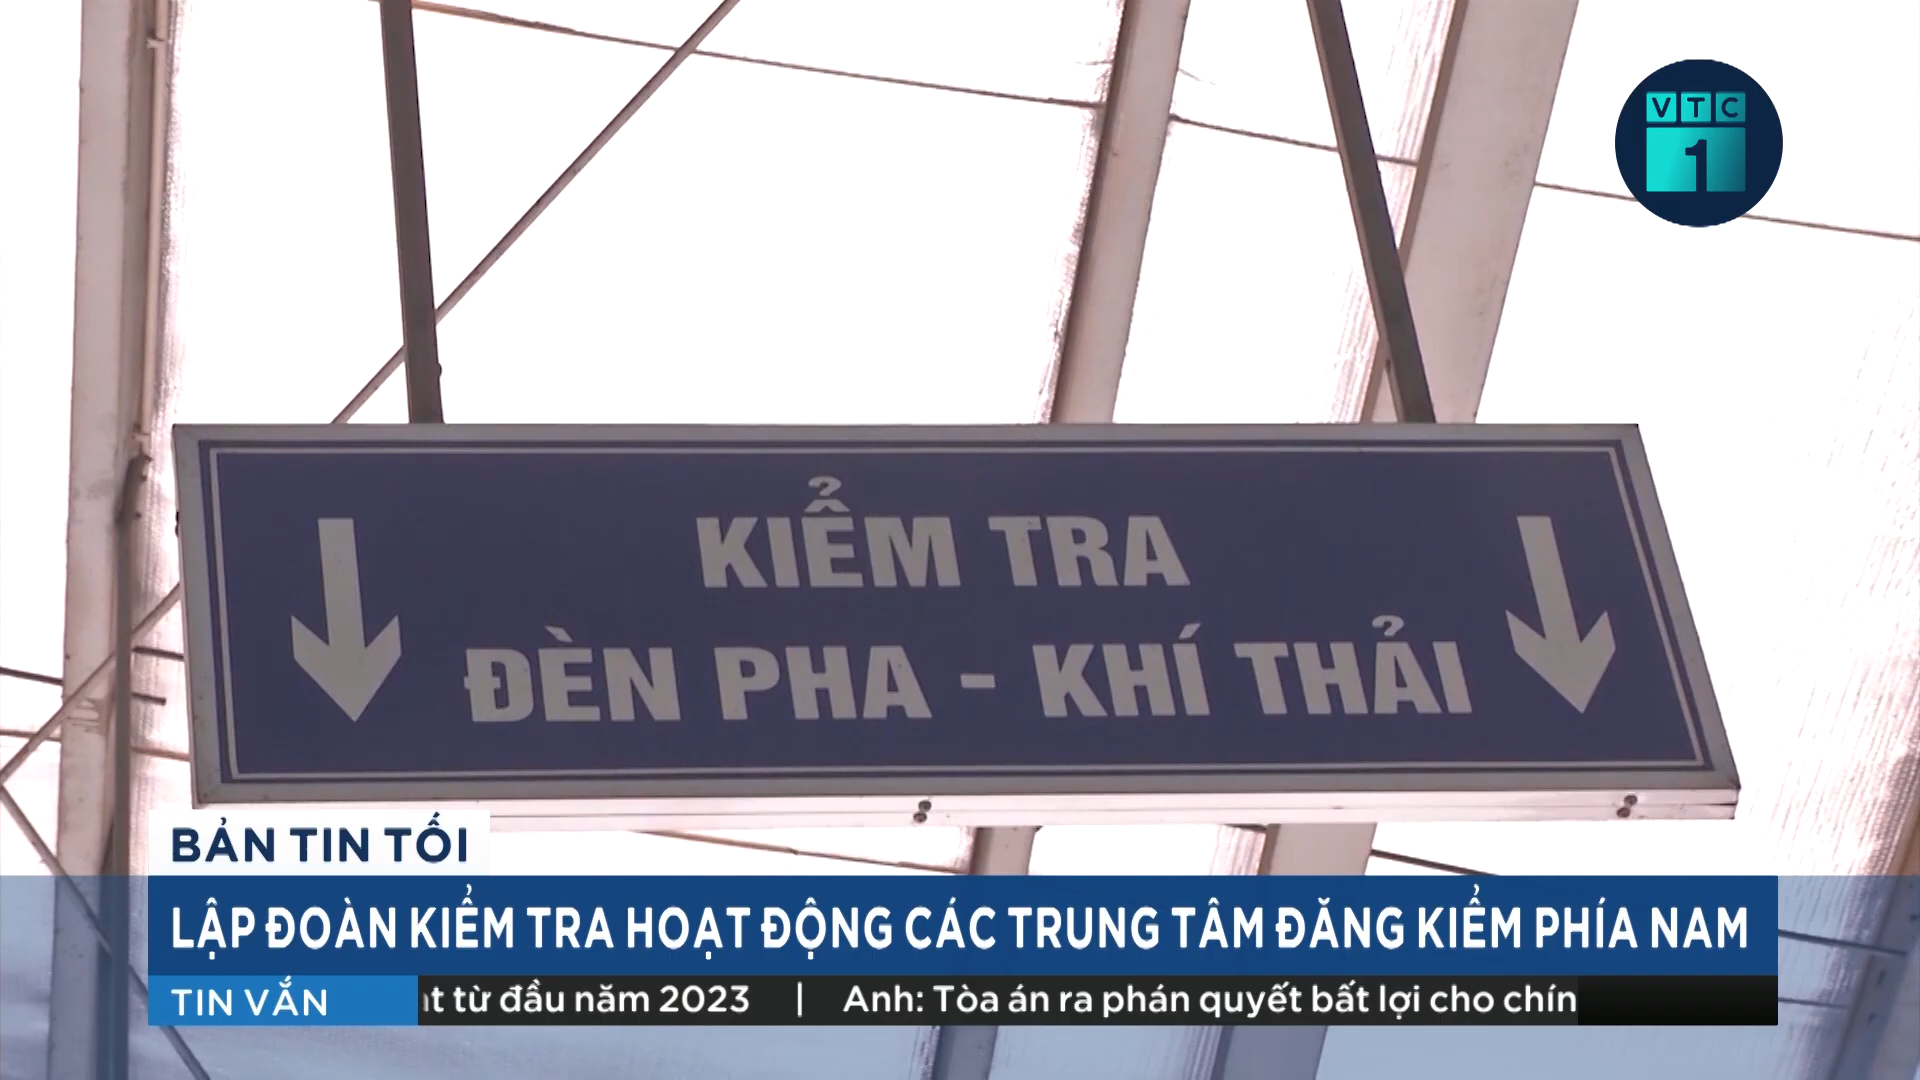 VTC
1
KIỂM TRA
ĐÈN PHA - KHÍ THẢI
BẢN TIN TỐI
LẬP ĐOÀN KIỂM TRA HOẠT ĐỘNG CÁC TRUNG TÂM ĐĂNG KIỂM PHÍA NAM
TIN VẮN
từ đầu năm 2023 | Anh: Tòa án ra phán quyết bất lợi cho chín